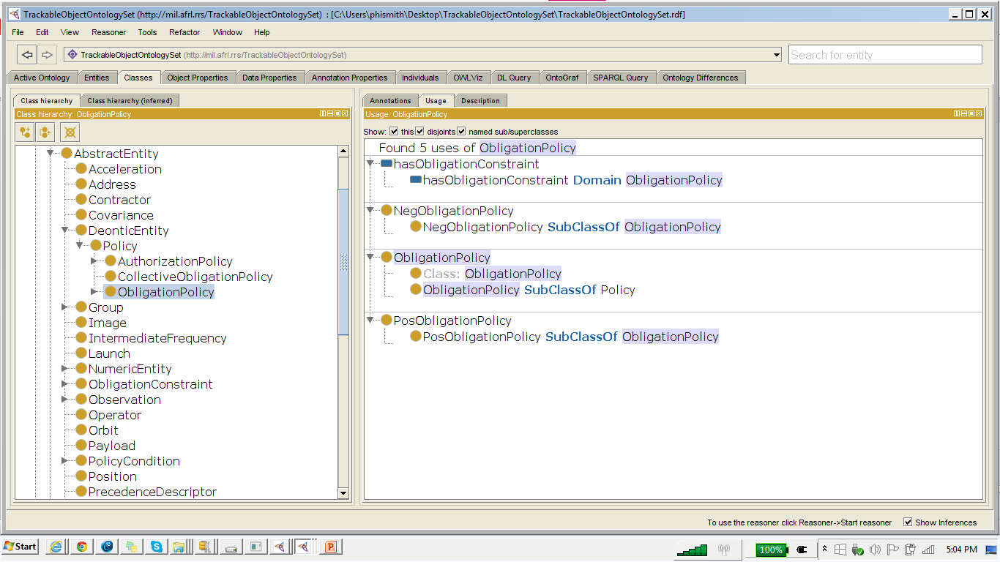 TrackableObjectOntologySet (http://mil.afrl.rrs/TrackableObjectOntologySet) : [C:\Users\phismith\Desktop\TrackableObjectOntologySet\TrackableObjectOntologySet.rdf]
File Edit View Reasoner Tools Refactor Window Help
TrackableObjectOntologySet (http://mil.afrl.rrs/TrackableObjectOntologySet)
Search for entity
Active Ontology Entities Classes Object Properties Data Properties Annotation Properties Individuals OWLViz DL Query OntoGraf SPARQL Query Ontology Differences
Class hierarchy Class hierarchy (inferred)
Class hierarchy: ObligationPolicy
AbstractEntity
Acceleration
Address
Contractor
Covariance
DeonticEntity
Policy
AuthorizationPolicy
CollectiveObligationPolicy
ObligationPolicy
Group
Image
IntermediateFrequency
Launch
NumericEntity
ObligationConstraint
Observation
Operator
Orbit
Payload
PolicyCondition
Position
PrecedenceDescriptor
Annotations Usage Description
Usage: ObligationPolicy
Show: this disjoints named sub/superclasses
Found 5 uses of ObligationPolicy
hasObligationConstraint
hasObligationConstraint Domain ObligationPolicy
NegObligationPolicy
NegObligationPolicy SubClassOf ObligationPolicy
ObligationPolicy
Class: ObligationPolicy
ObligationPolicy SubClassOf Policy
PosObligationPolicy
PosObligationPolicy SubClassOf ObligationPolicy
To use the reasoner click Reasoner->Start reasoner Show Inferences
Start 100% 5:04 PM